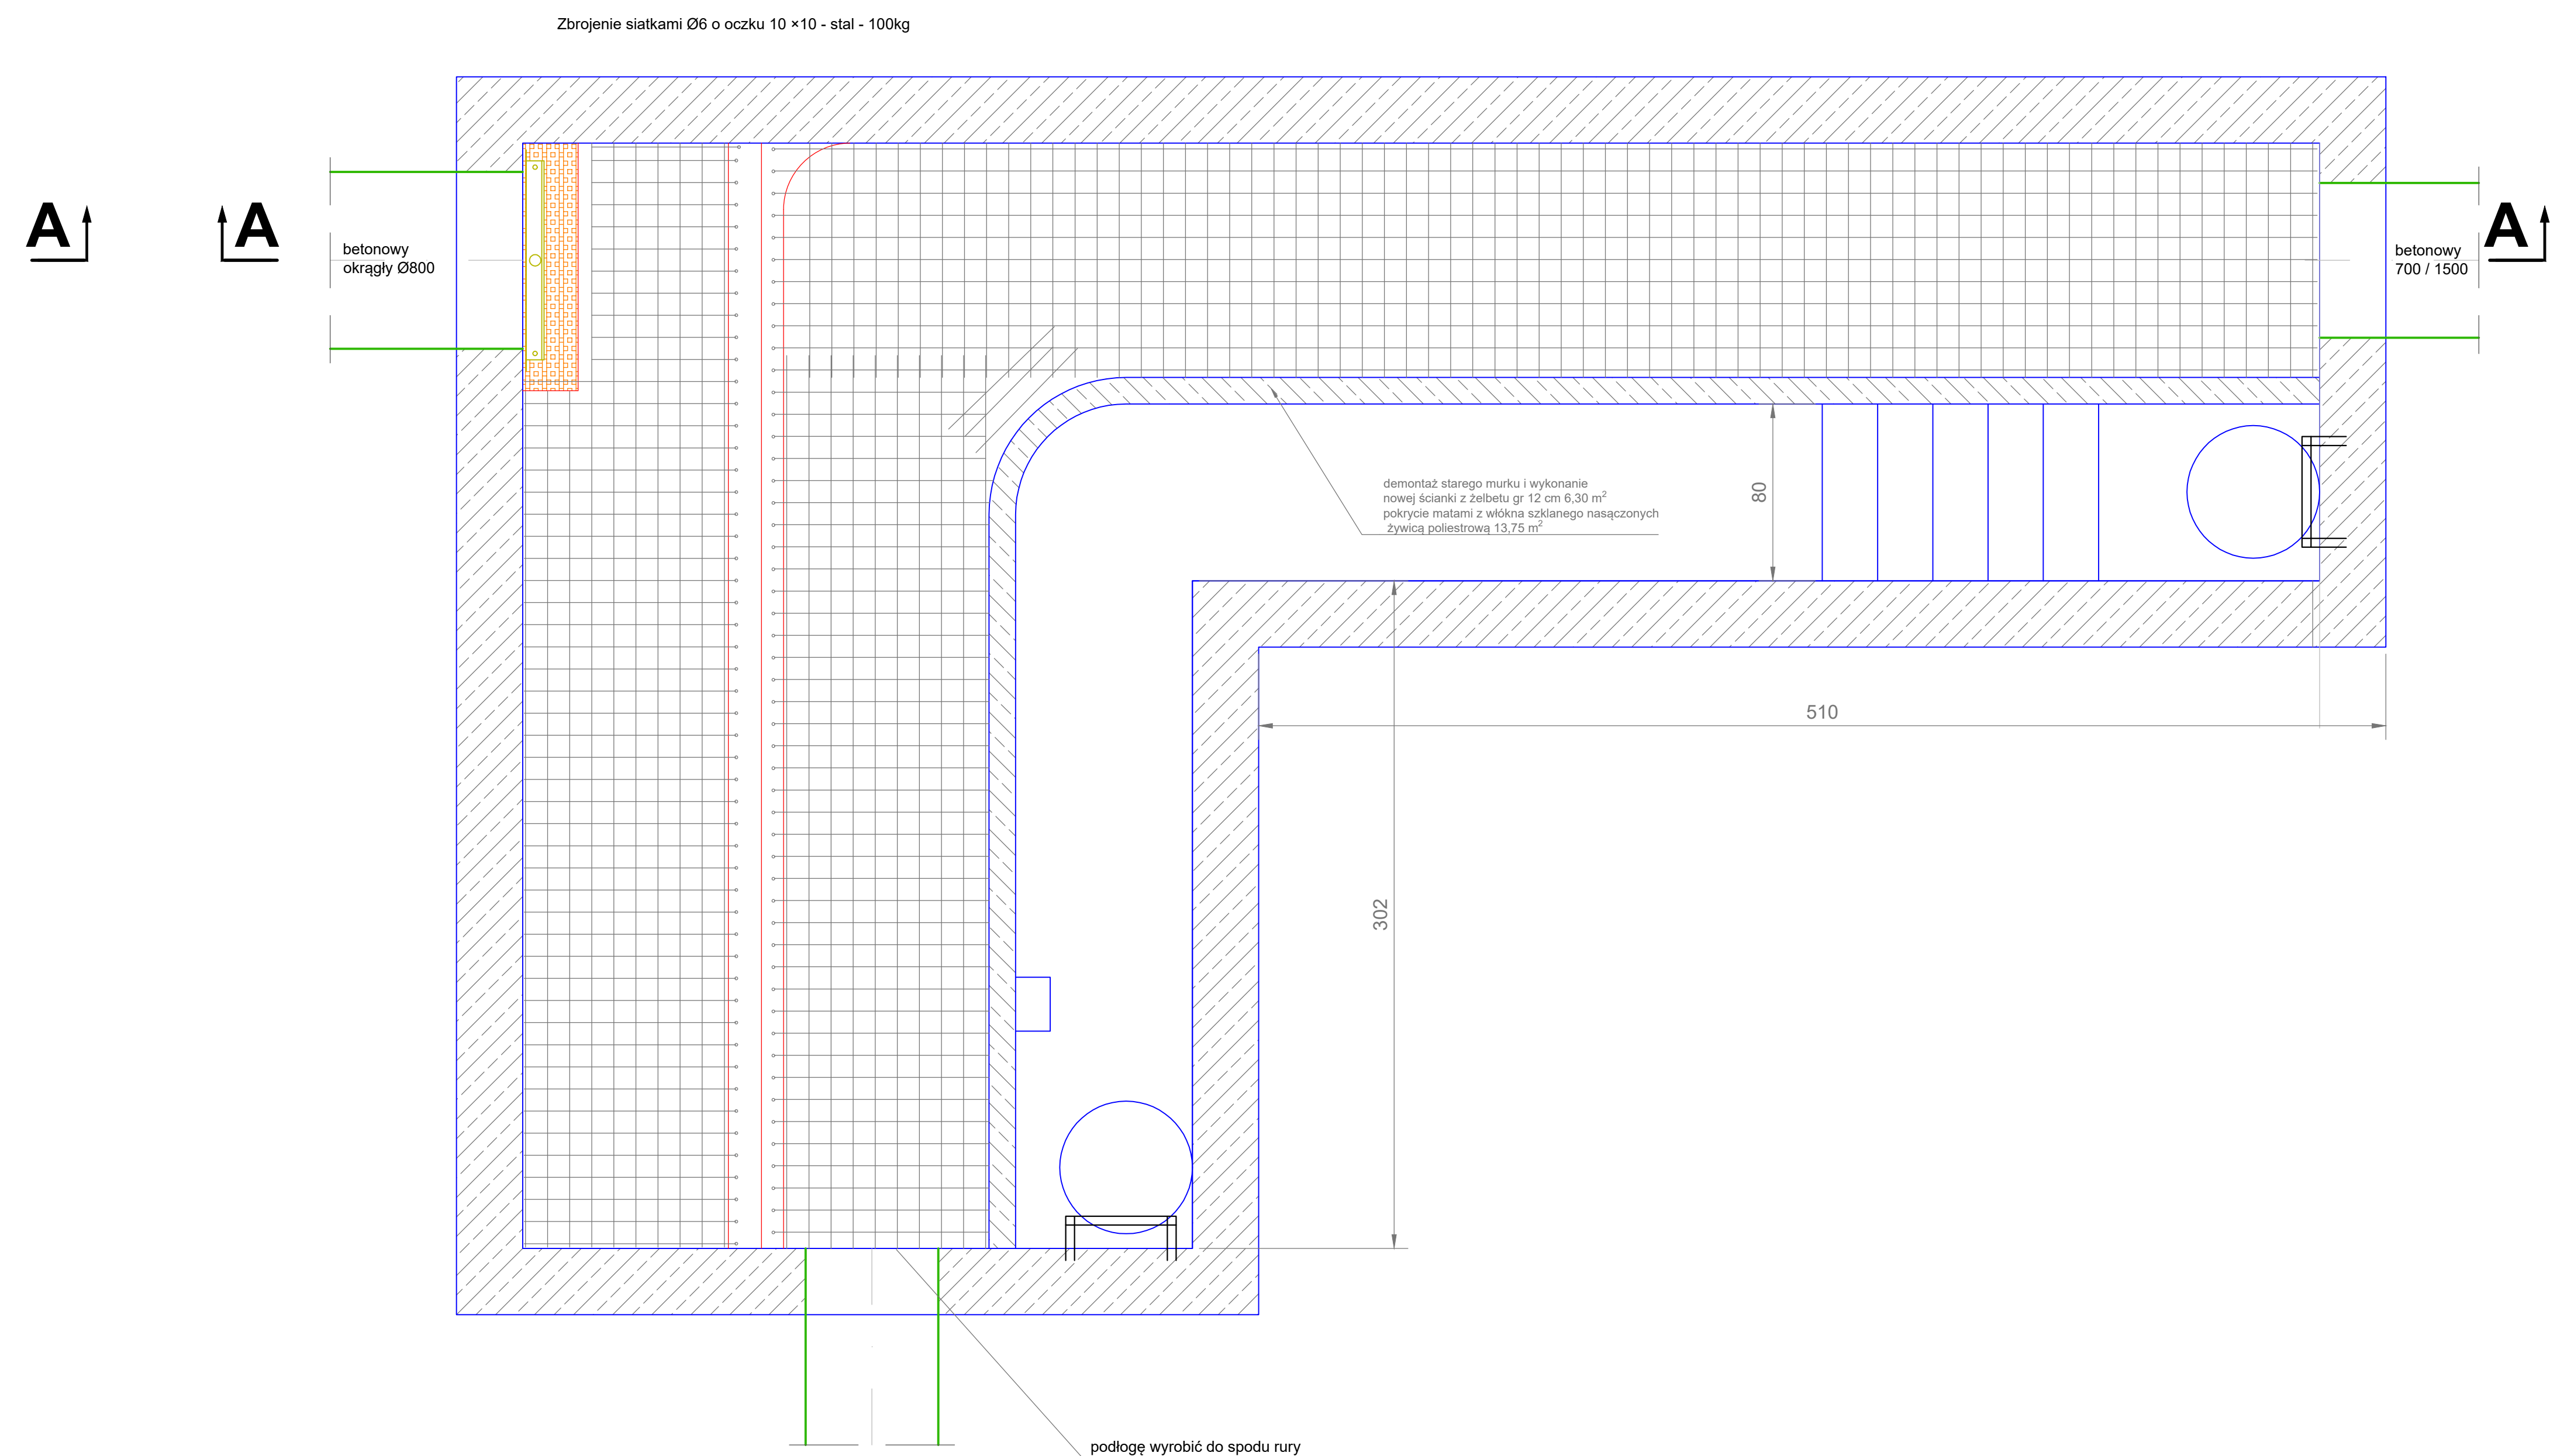 Zbrojenie siatkami Ø6 o oczku 10 ×10 - stal - 100kg
A
A
A
betonowy
okrągły Ø800
betonowy
700 / 1500
demontaż starego murku i wykonanie
nowej ścianki z żelbetu gr 12 cm 6,30 m²
pokrycie matami z włókna szklanego nasączonych
żywicą poliestrową 13,75 m²
80
510
302
podłogę wyrobić do spodu rury